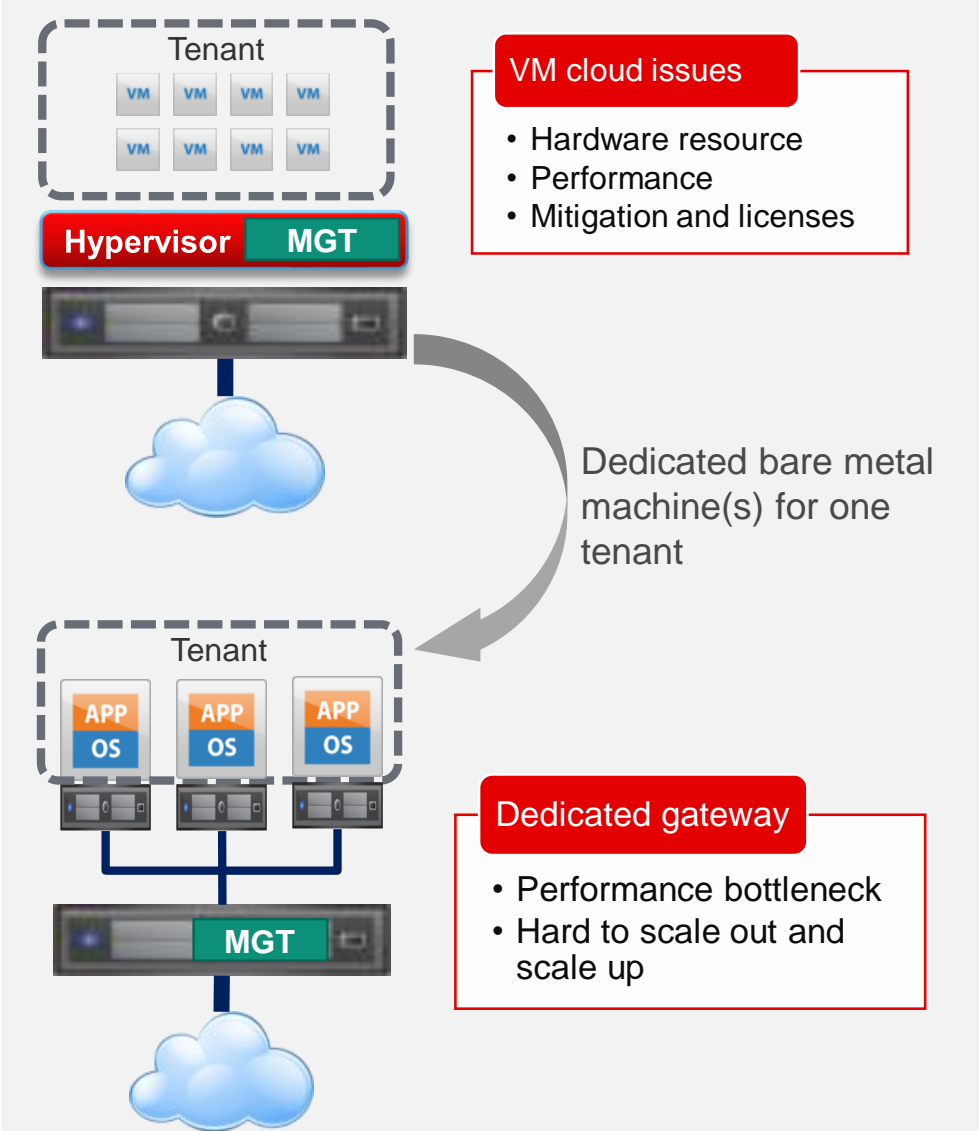 Tenant
VM VM VM VM
VM VM VM VM
Hypervisor MGT
VM cloud issues
• Hardware resource
• Performance
• Mitigation and licenses
Dedicated bare metal
machine(s) for one
tenant
Tenant
APP APP APP
OS OS OS
MGT
Dedicated gateway
• Performance bottleneck
• Hard to scale out and
scale up